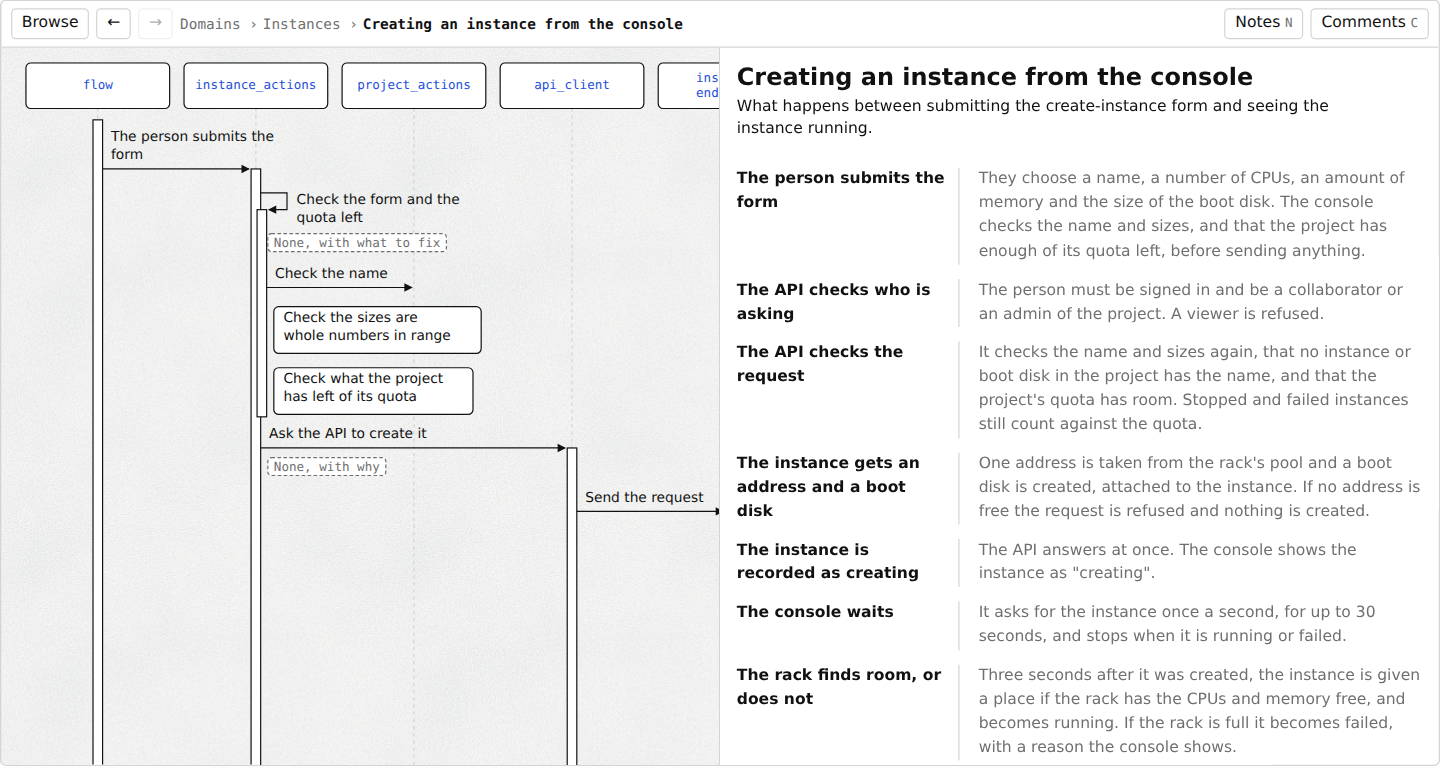 Browse ← → Domains › Instances › Creating an instance from the console Notes N Comments C
flow instance_actions project_actions api_client
The person submits the
form
Check the form and the
quota left
None, with what to fix
Check the name
Check the sizes are
whole numbers in range
Check what the project
has left of its quota
Ask the API to create it
None, with why
Send the request
Creating an instance from the console
What happens between submitting the create-instance form and seeing the
instance running.
The person submits the
form
They choose a name, a number of CPUs, an amount of
memory and the size of the boot disk. The console
checks the name and sizes, and that the project has
enough of its quota left, before sending anything.
The API checks who is
asking
The person must be signed in and be a collaborator or
an admin of the project. A viewer is refused.
The API checks the
request
It checks the name and sizes again, that no instance or
boot disk in the project has the name, and that the
project's quota has room. Stopped and failed instances
still count against the quota.
The instance gets an
address and a boot
disk
One address is taken from the rack's pool and a boot
disk is created, attached to the instance. If no address is
free the request is refused and nothing is created.
The instance is
recorded as creating
The API answers at once. The console shows the
instance as "creating".
The console waits
It asks for the instance once a second, for up to 30
seconds, and stops when it is running or failed.
The rack finds room, or
does not
Three seconds after it was created, the instance is given
a place if the rack has the CPUs and memory free, and
becomes running. If the rack is full it becomes failed,
with a reason the console shows.